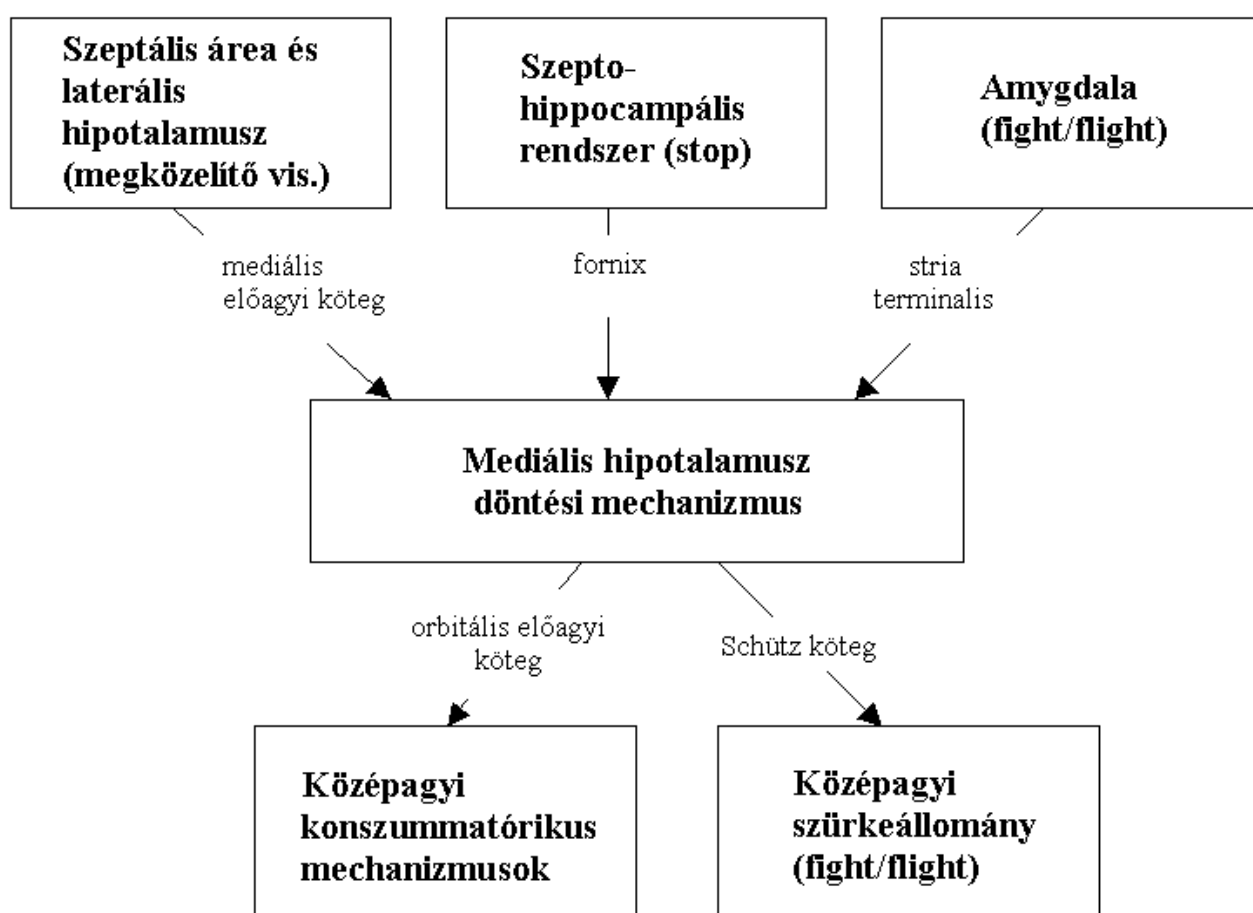 Szeptális área és
laterális
hipotalamusz
(megközelítő vis.)
Szepto-
hippocampális
rendszer (stop)
Amygdala
(fight/flight)
mediális
előagyi köteg
fornix
stria
terminalis
Mediális hipotalamusz
döntési mechanizmus
orbitális előagyi
köteg
Schütz köteg
Középagyi
konszummatórikus
mechanizmusok
Középagyi
szürkeállomány
(fight/flight)